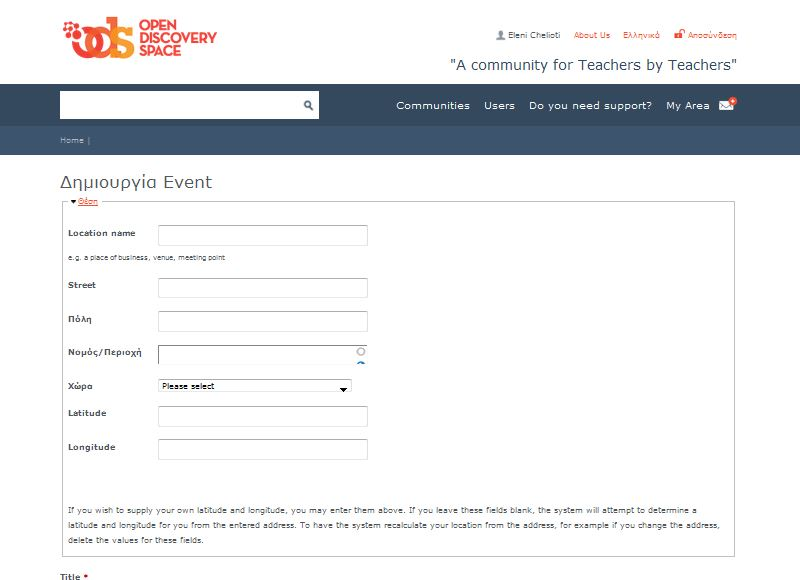 OPEN
DISCOVERY
SPACE
Eleni Chelioti About Us Ελληνικά Αποσύνδεση
"A community for Teachers by Teachers"
Communities Users Do you need support? My Area
Home |
Δημιουργία Event
Θέση
Location name
e.g. a place of business, venue, meeting point
Street
Πόλη
Νομός/Περιοχή
Χώρα Please select
Latitude
Longitude
If you wish to supply your own latitude and longitude, you may enter them above. If you leave these fields blank, the system will attempt to determine a
latitude and longitude for you from the entered address. To have the system recalculate your location from the address, for example if you change the address,
delete the values for these fields.
Title *